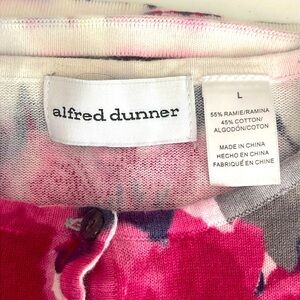 alfred dunner
L
55% RAMIE/RAMINA
45% COTTON/
ALGODÓN/COTON
MADE IN CHINA
HECHO EN CHINA
FABRIQUÉ EN CHINE